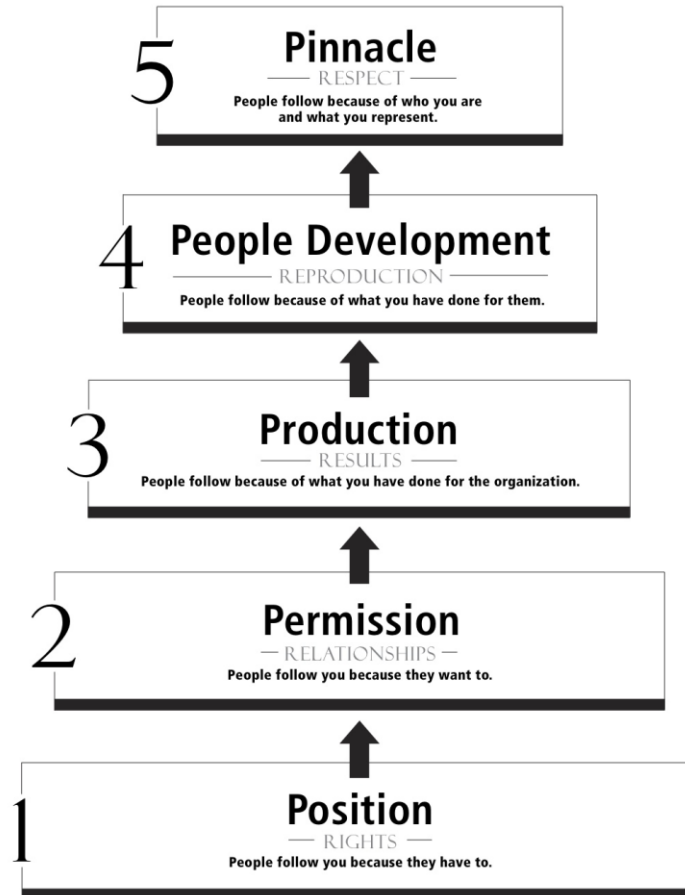 5
Pinnacle
RESPECT
People follow because of who you are
and what you represent.
4
People Development
REPRODUCTION
People follow because of what you have done for them.
3
Production
RESULTS
People follow because of what you have done for the organization.
2
Permission
RELATIONSHIPS
People follow you because they want to.
1
Position
RIGHTS
People follow you because they have to.